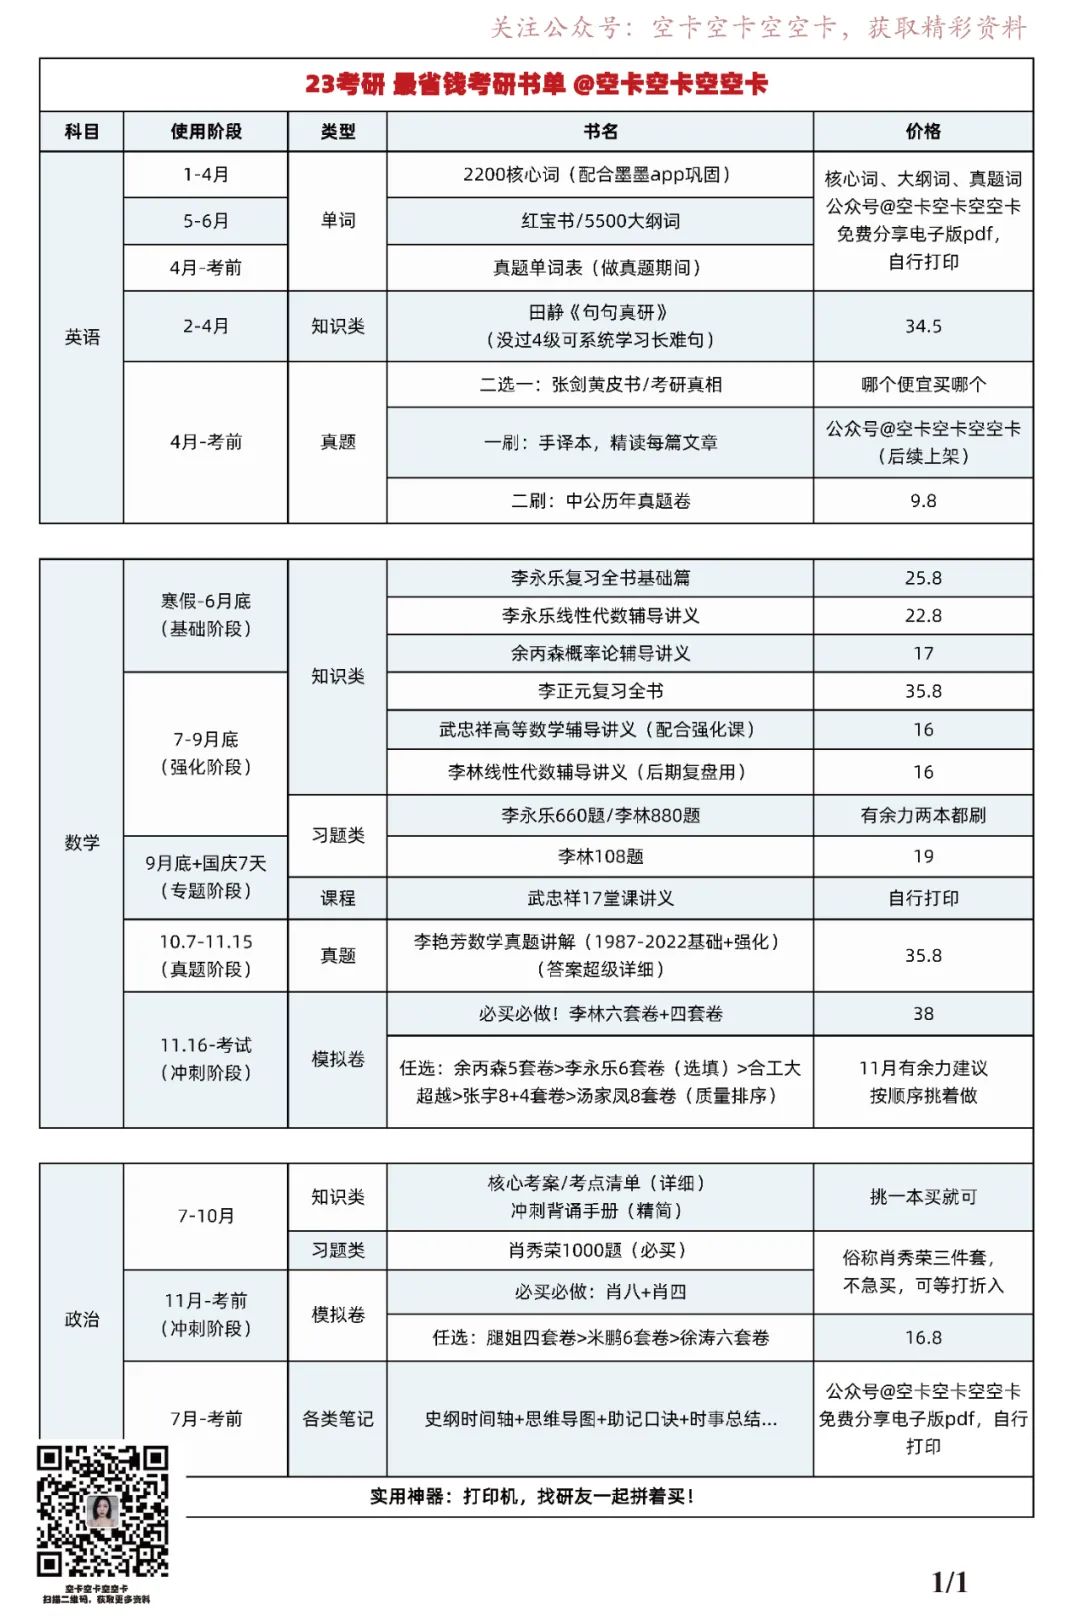 关注公众号：空卡空卡空空卡，获取精彩资料
23考研 最省钱考研书单 @空卡空卡空空卡
科目 使用阶段 类型 书名 价格
英语
1-4月
单词
2200核心词（配合墨墨app巩固）
核心词、大纲词、真题词
公众号@空卡空卡空空卡
免费分享电子版pdf，
自行打印
5-6月
红宝书/5500大纲词
4月-考前
真题单词表（做真题期间）
2-4月
知识类
田静《句句真研》
（没过4级可系统学习长难句）
34.5
4月-考前
真题
二选一：张剑黄皮书/考研真相
哪个便宜买哪个
一刷：手译本，精读每篇文章
公众号@空卡空卡空空卡
（后续上架）
二刷：中公历年真题卷
9.8
数学
寒假-6月底
（基础阶段）
知识类
李永乐复习全书基础篇
25.8
李永乐线性代数辅导讲义
22.8
余丙森概率论辅导讲义
17
7-9月底
（强化阶段）
李正元复习全书
35.8
武忠祥高等数学辅导讲义（配合强化课）
16
李林线性代数辅导讲义（后期复盘用）
16
习题类
李永乐660题/李林880题
有余力两本都刷
9月底+国庆7天
（专题阶段）
李林108题
19
课程
武忠祥17堂课讲义
自行打印
10.7-11.15
（真题阶段）
真题
李艳芳数学真题讲解（1987-2022基础+强化）
（答案超级详细）
35.8
11.16-考试
（冲刺阶段）
模拟卷
必买必做！李林六套卷+四套卷
38
任选：余丙森5套卷>李永乐6套卷（选填）>合工大
超越>张宇8+4套卷>汤家凤8套卷（质量排序）
11月有余力建议
按顺序挑着做
政治
7-10月
知识类
核心考案/考点清单（详细）
冲刺背诵手册（精简）
挑一本买就可
习题类
肖秀荣1000题（必买）
俗称肖秀荣三件套，
不急买，可等打折入
11月-考前
（冲刺阶段）
模拟卷
必买必做：肖八+肖四
任选：腿姐四套卷>米鹏6套卷>徐涛六套卷
16.8
7月-考前
各类笔记
史纲时间轴+思维导图+助记口诀+时事总结...
公众号@空卡空卡空空卡
免费分享电子版pdf，自行
打印
实用神器：打印机，找研友一起拼着买！
空卡空卡空空卡
扫描二维码，获取更多资料
1/1